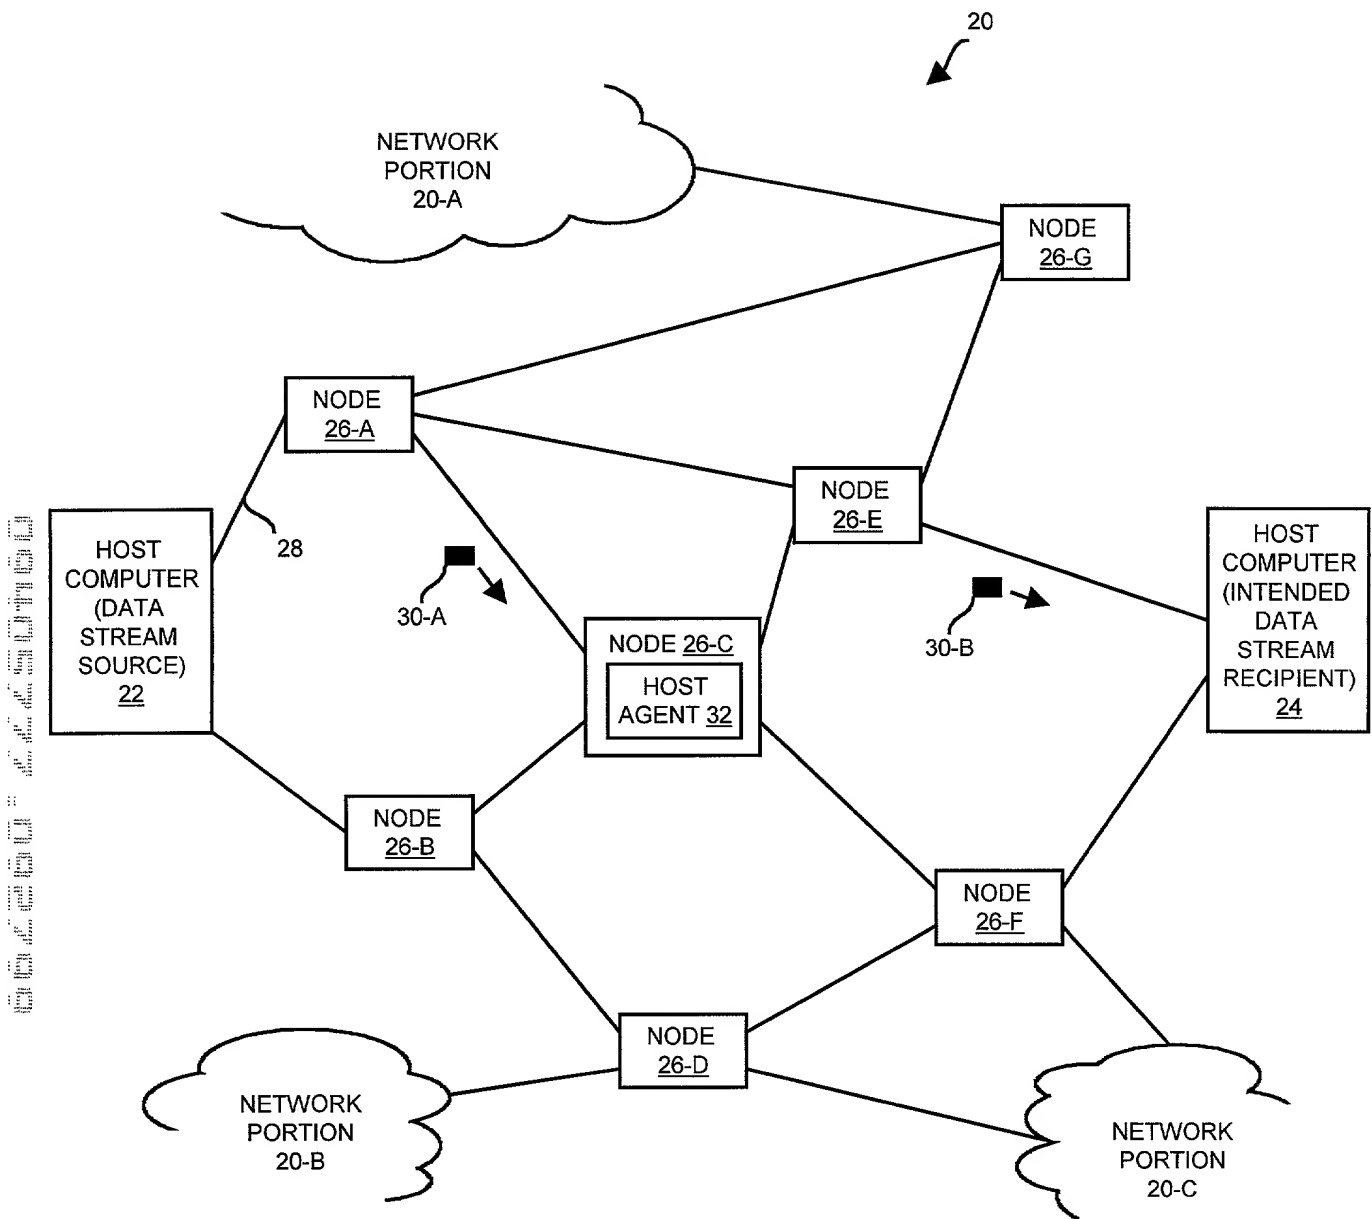 20
NETWORK
PORTION
20-A
NODE
26-G
NODE
26-A
NODE
26-E
28
HOST
COMPUTER
(DATA
STREAM
SOURCE)
22
30-A
30-B
HOST
COMPUTER
(INTENDED
DATA
STREAM
RECIPIENT)
24
NODE 26-C
HOST
AGENT 32
NODE
26-B
NODE
26-F
NODE
26-D
NETWORK
PORTION
20-B
NETWORK
PORTION
20-C